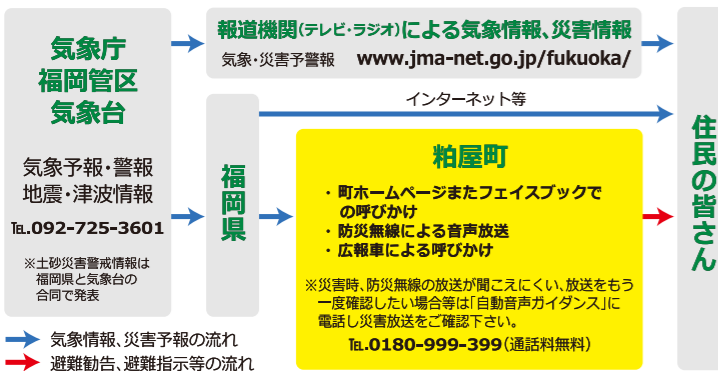 気象庁
福岡管区
気象台
気象予報・警報
地震・津波情報
℡.092-725-3601
※土砂災害警戒情報は
福岡県と気象台の
合同で発表
報道機関（テレビ・ラジオ）による気象情報、災害情報
気象・災害予警報 www.jma-net.go.jp/fukuoka/
インターネット等
福岡県
粕屋町
・町ホームページまたフェイスブックで
の呼びかけ
・防災無線による音声放送
・広報車による呼びかけ
※災害時、防災無線の放送が聞こえにくい、放送をもう
一度確認したい場合等は「自動音声ガイダンス」に
電話し災害放送をご確認下さい。
℡.0180-999-399（通話料無料）
住民の皆さん
気象情報、災害予報の流れ
避難勧告、避難指示等の流れ